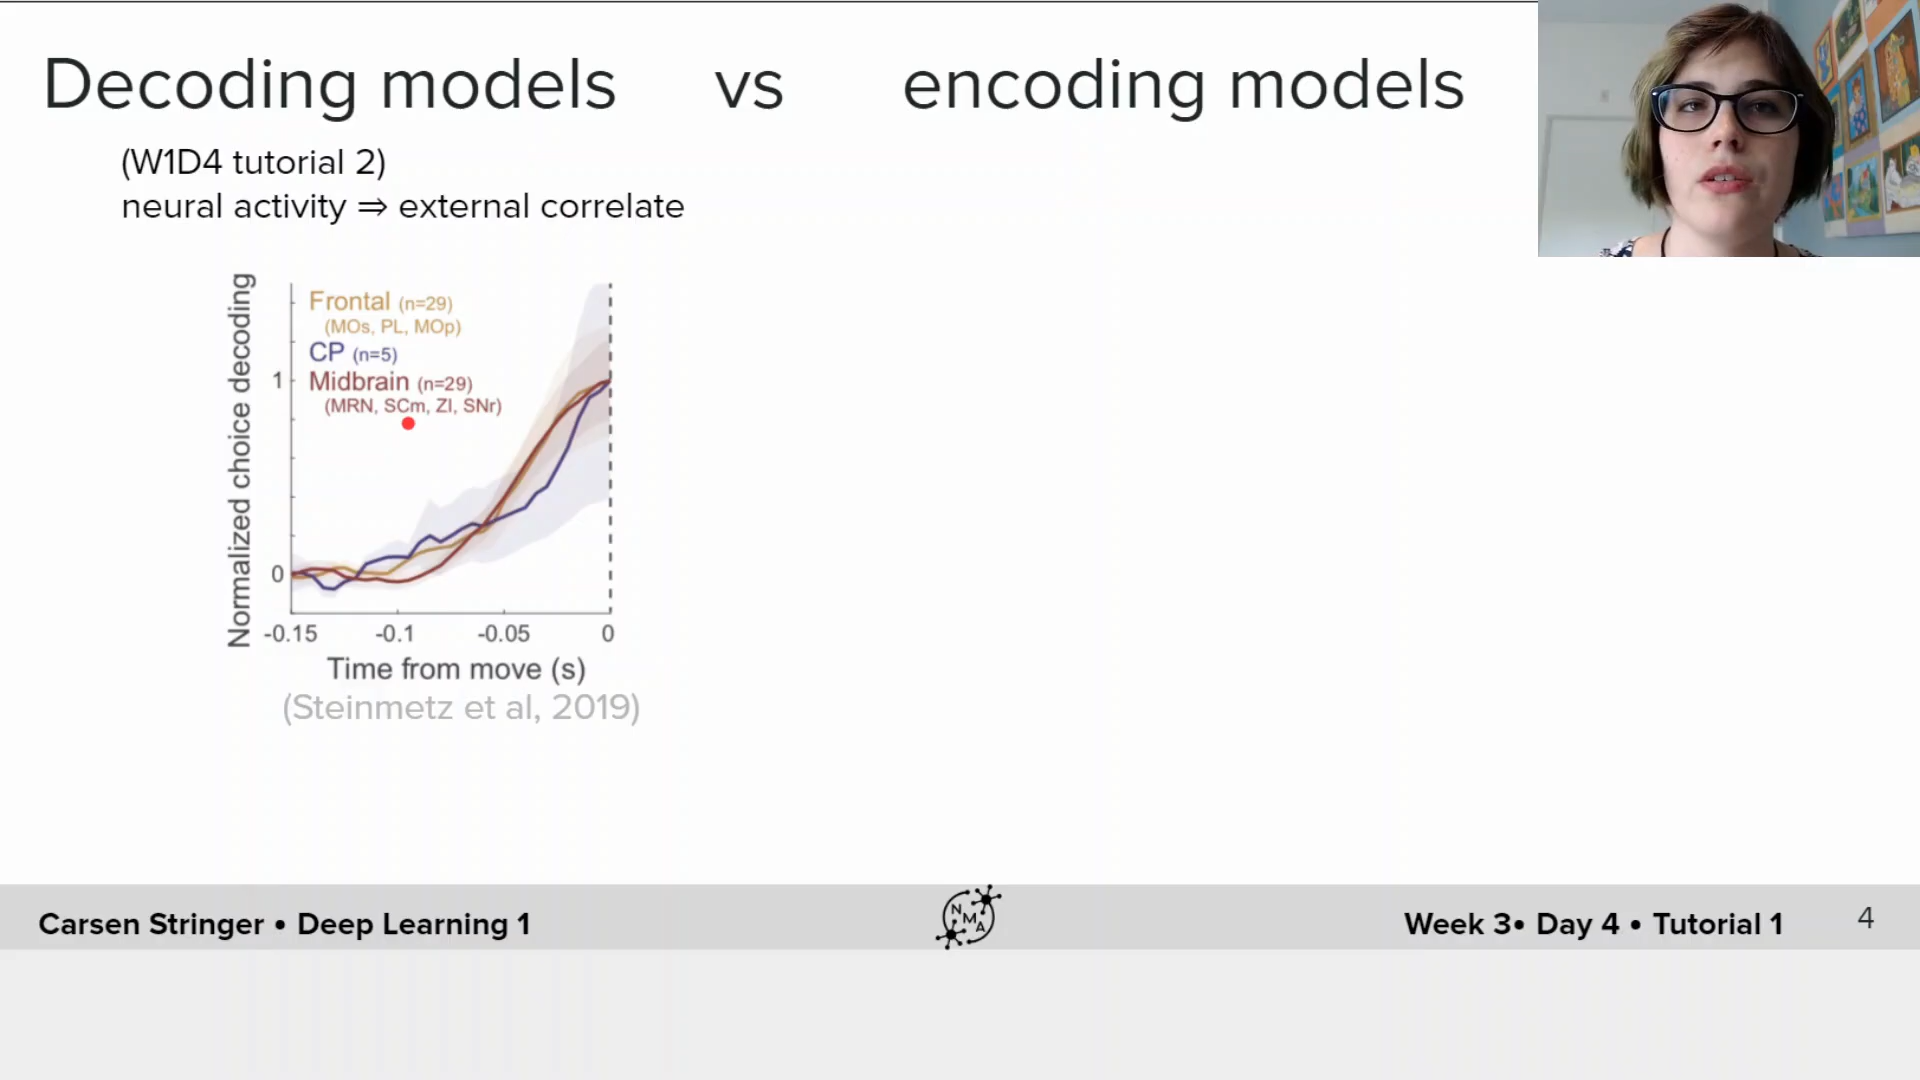 Decoding models vs encoding models
(W1D4 tutorial 2)
neural activity ⇒ external correlate
Normalized choice decoding
Frontal (n=29)
(MOs, PL, MOp)
CP (n=5)
Midbrain (n=29)
(MRN, SCm, ZI, SNr)
1
0
-0.15 -0.1 -0.05 0
Time from move (s)
(Steinmetz et al, 2019)
Carsen Stringer • Deep Learning 1
N
M
A
Week 3• Day 4 • Tutorial 1
4